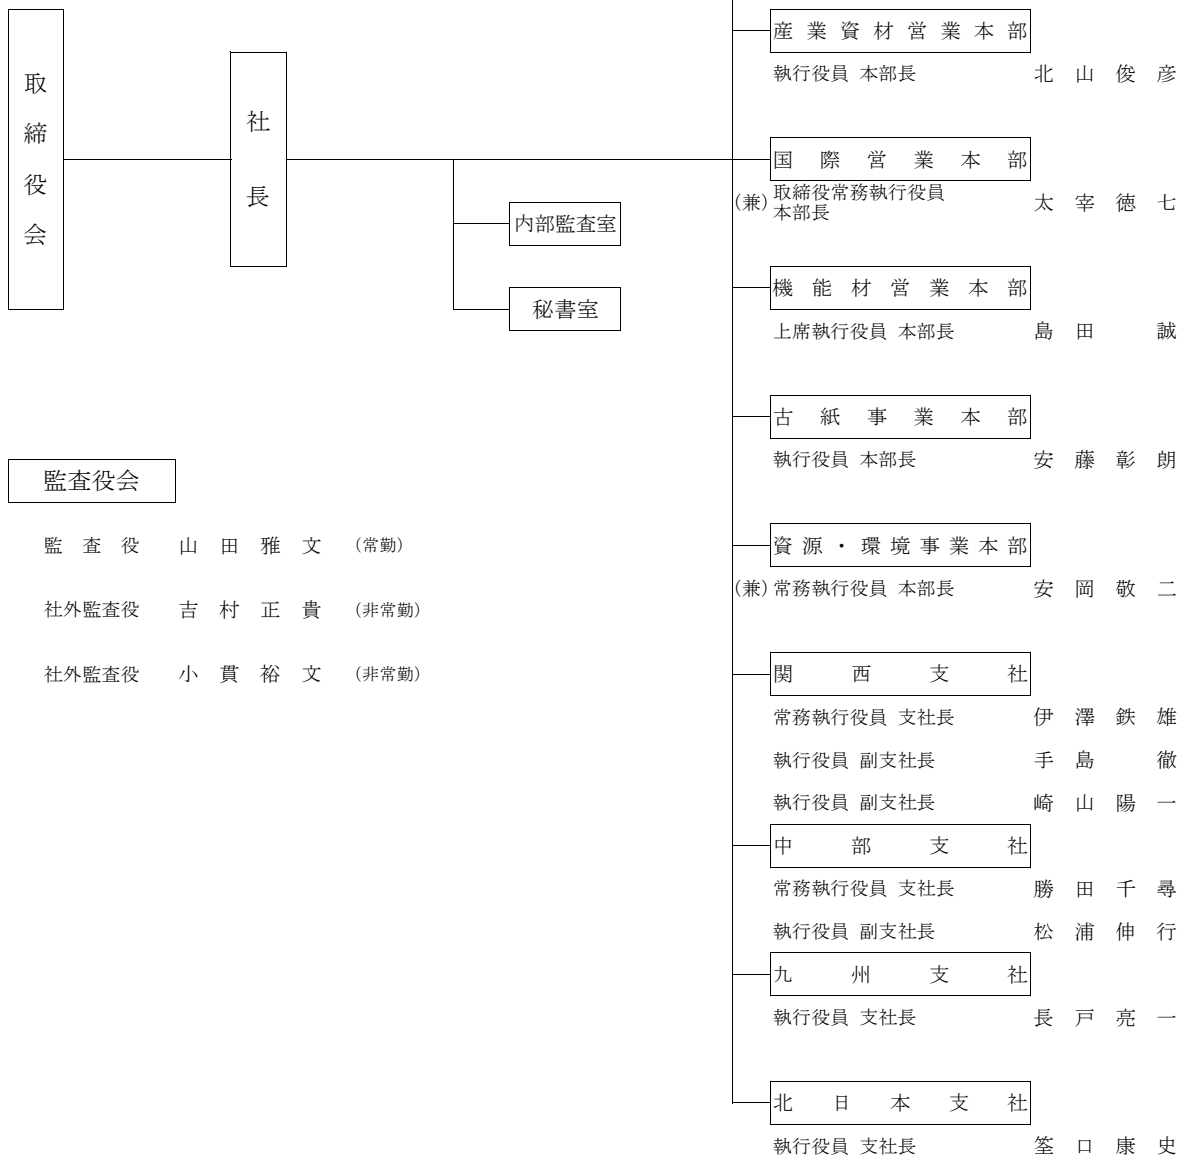 取締役会
社長
内部監査室
秘書室
監査役会
監査役 山田雅文 (常勤)
社外監査役 吉村正貴 (非常勤)
社外監査役 小貫裕文 (非常勤)
産業資材営業本部
執行役員 本部長 北山俊彦
国際営業本部
(兼) 取締役常務執行役員
本部長 太宰徳七
機能材営業本部
上席執行役員 本部長 島田 誠
古紙事業本部
執行役員 本部長 安藤彰朗
資源・環境事業本部
(兼) 常務執行役員 本部長 安岡敬二
関西支社
常務執行役員 支社長 伊澤鉄雄
執行役員 副支社長 手島 徹
執行役員 副支社長 崎山陽一
中部支社
常務執行役員 支社長 勝田千尋
執行役員 副支社長 松浦伸行
九州支社
執行役員 支社長 長戸亮一
北日本支社
執行役員 支社長 筌口康史